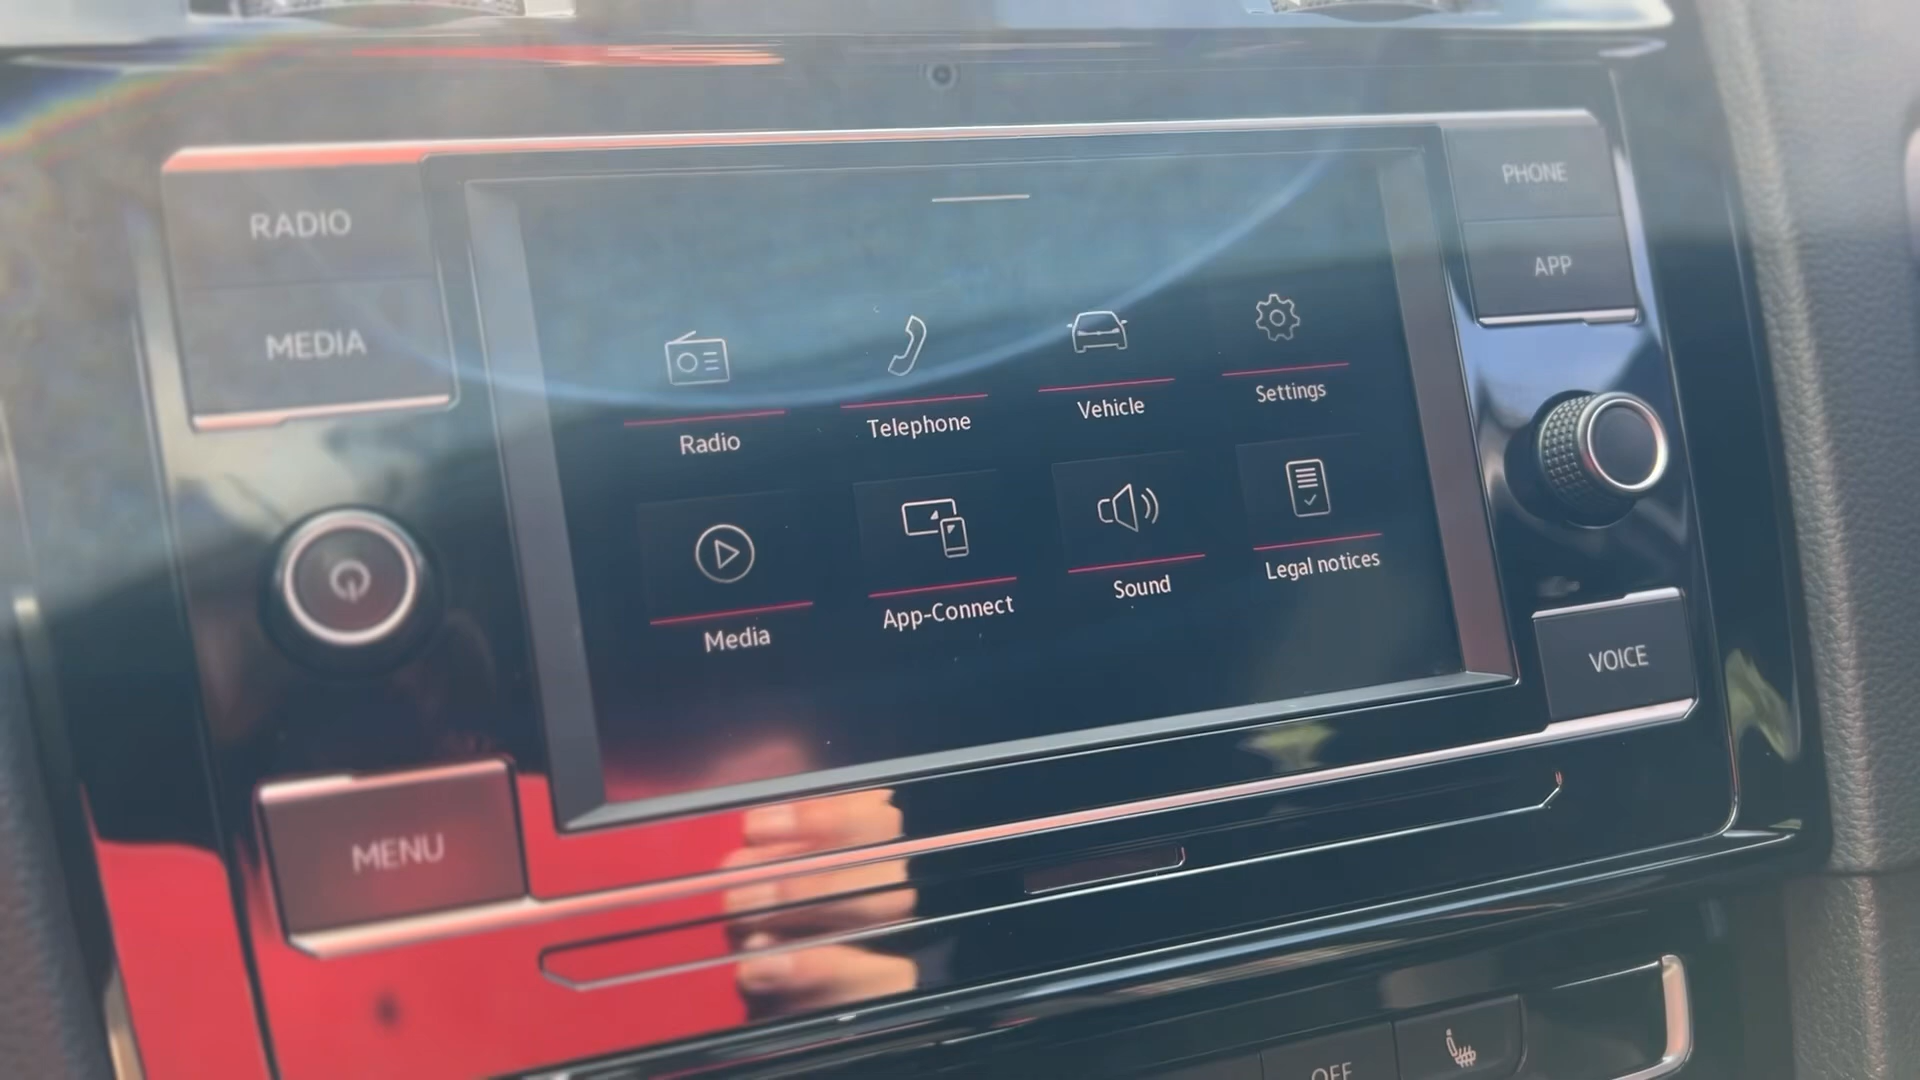 RADIO
MEDIA
MENU
Radio
Telephone
Vehicle
Settings
Media
App-Connect
Sound
Legal notices
PHONE
APP
VOICE
OFF